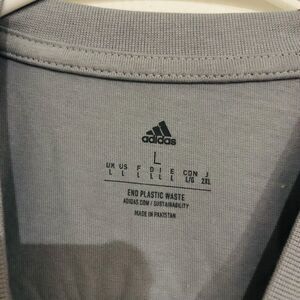 adidas
L
UK US F D I E CON J
L L L L L L L/G 2XL
END PLASTIC WASTE
ADIDAS.COM / SUSTAINABILITY
MADE IN PAKISTAN